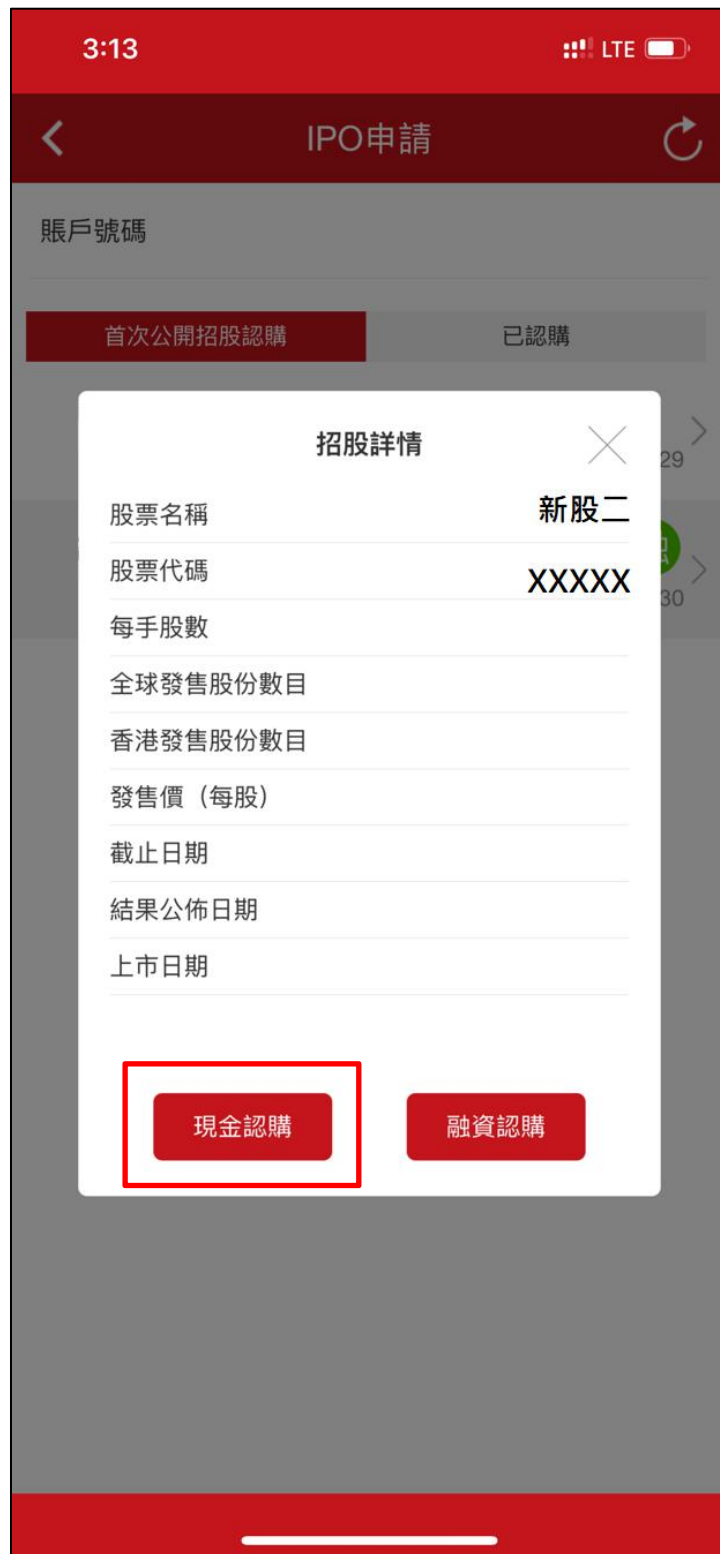 3:13
LTE
IPO申請
賬戶號碼
首次公開招股認購
已認購
招股詳情
29
股票名稱
新股二
股票代碼
XXXXX
30
每手股數
全球發售股份數目
香港發售股份數目
發售價（每股）
截止日期
結果公佈日期
上市日期
現金認購
融資認購